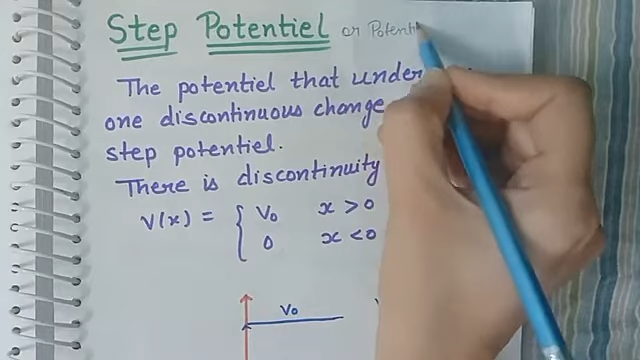 Step Potentiel or Potenti
The potentiel that under
one discontinuous change
step potentiel.
There is discontinuity
V(x) = { V₀ x > 0
0 x < 0
V₀